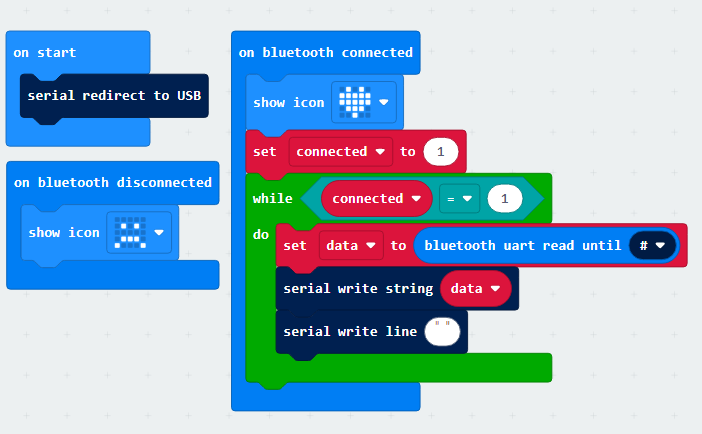 on start
serial redirect to USB
on bluetooth disconnected
show icon
on bluetooth connected
show icon
set connected to 1
while connected = 1
do set data to bluetooth uart read until #
serial write string data
serial write line " "